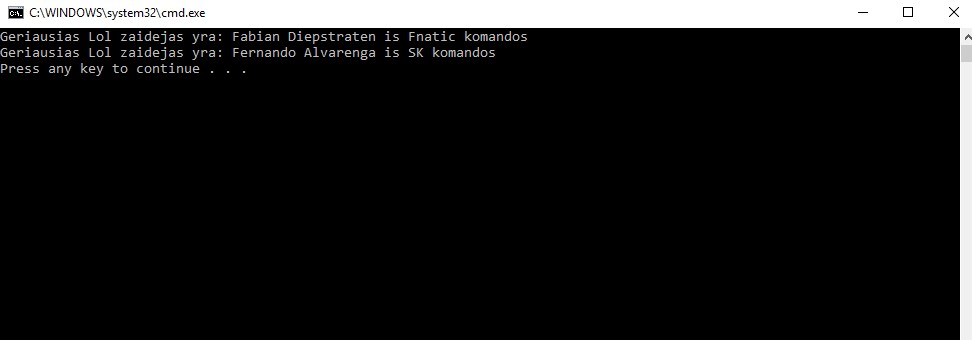 C:\WINDOWS\system32\cmd.exe
Geriausias Lol zaidejas yra: Fabian Diepstraten is Fnatic komandos
Geriausias Lol zaidejas yra: Fernando Alvarenga is SK komandos
Press any key to continue . . .